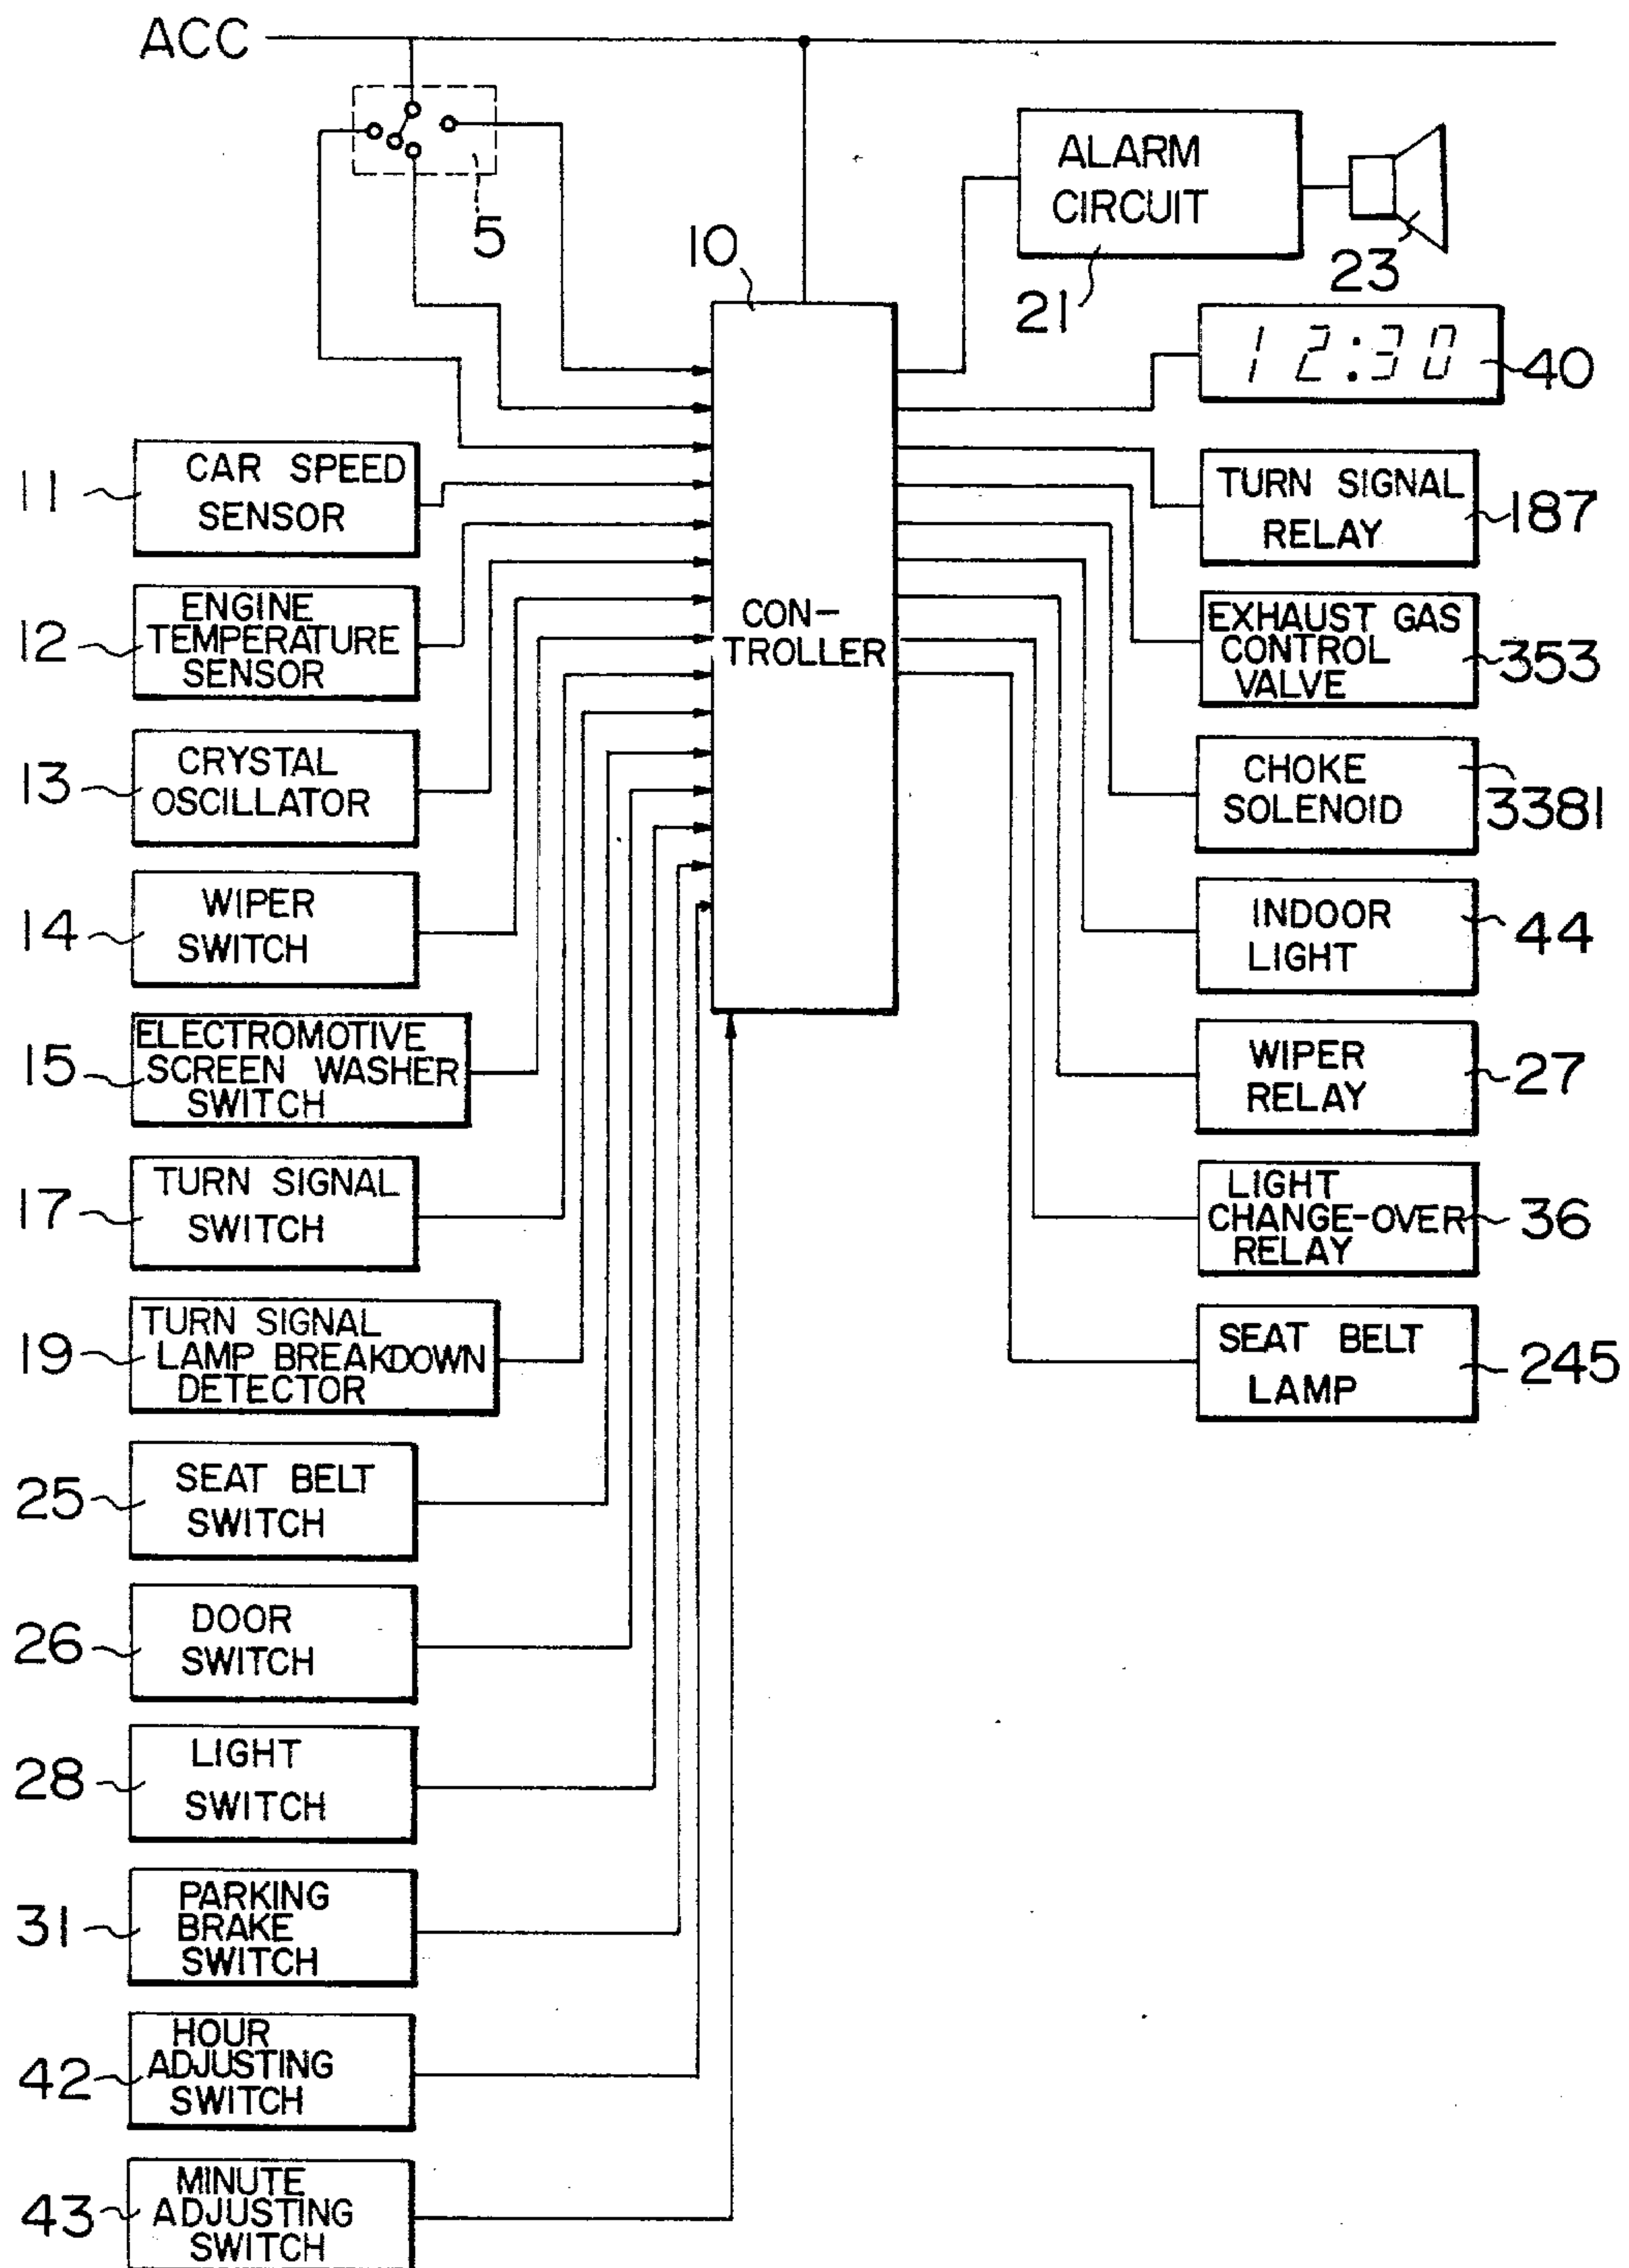 ACC
5
10
ALARM
CIRCUIT
21
23
12:30
40
11
CAR SPEED
SENSOR
12
ENGINE
TEMPERATURE
SENSOR
13
CRYSTAL
OSCILLATOR
14
WIPER
SWITCH
15
ELECTROMOTIVE
SCREEN WASHER
SWITCH
17
TURN SIGNAL
SWITCH
19
TURN SIGNAL
LAMP BREAKDOWN
DETECTOR
25
SEAT BELT
SWITCH
26
DOOR
SWITCH
28
LIGHT
SWITCH
31
PARKING
BRAKE
SWITCH
42
HOUR
ADJUSTING
SWITCH
43
MINUTE
ADJUSTING
SWITCH
CON-
TROLLER
TURN SIGNAL
RELAY
187
EXHAUST GAS
CONTROL
VALVE
353
CHOKE
SOLENOID
3381
INDOOR
LIGHT
44
WIPER
RELAY
27
LIGHT
CHANGE-OVER
RELAY
36
SEAT BELT
LAMP
245